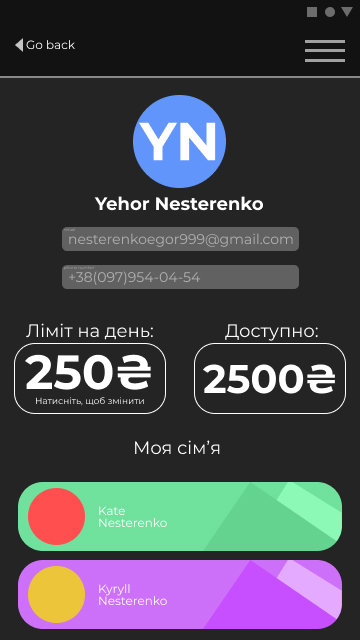 Go back
YN
Yehor Nesterenko
nesterenkoegor999@gmail.com
+38(097)954-04-54
Ліміт на день:
Доступно:
250₴
2500₴
Натисніть, щоб змінити
Моя сім’я
Kate
Nesterenko
Kyryll
Nesterenko